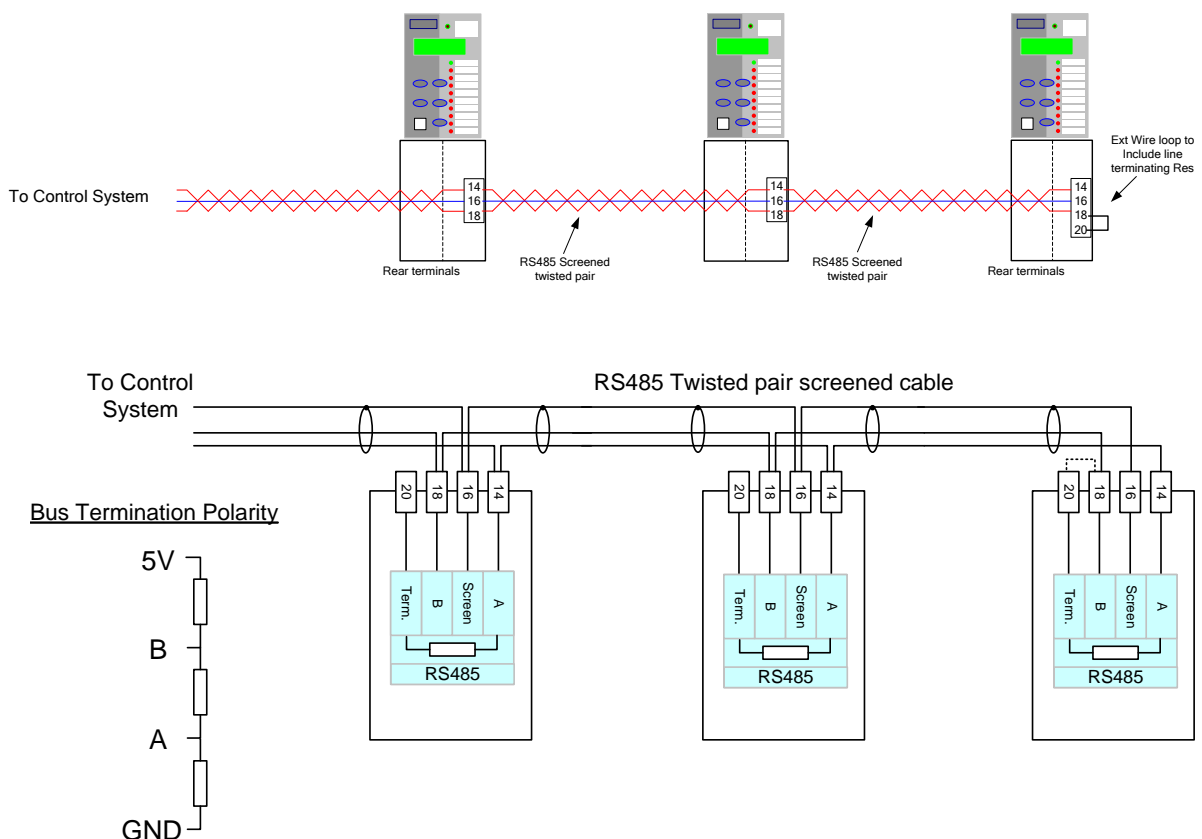 Ext Wire loop to
Include line
terminating Res
To Control System
14
16
18
14
16
18
14
16
18
20
Rear terminals
RS485 Screened
twisted pair
RS485 Screened
twisted pair
Rear terminals
To Control
System
RS485 Twisted pair screened cable
20
18
16
14
20
18
16
14
20
18
16
14
Bus Termination Polarity
5V
B
A
GND
Term.
B
Screen
A
RS485
Term.
B
Screen
A
RS485
Term.
B
Screen
A
RS485